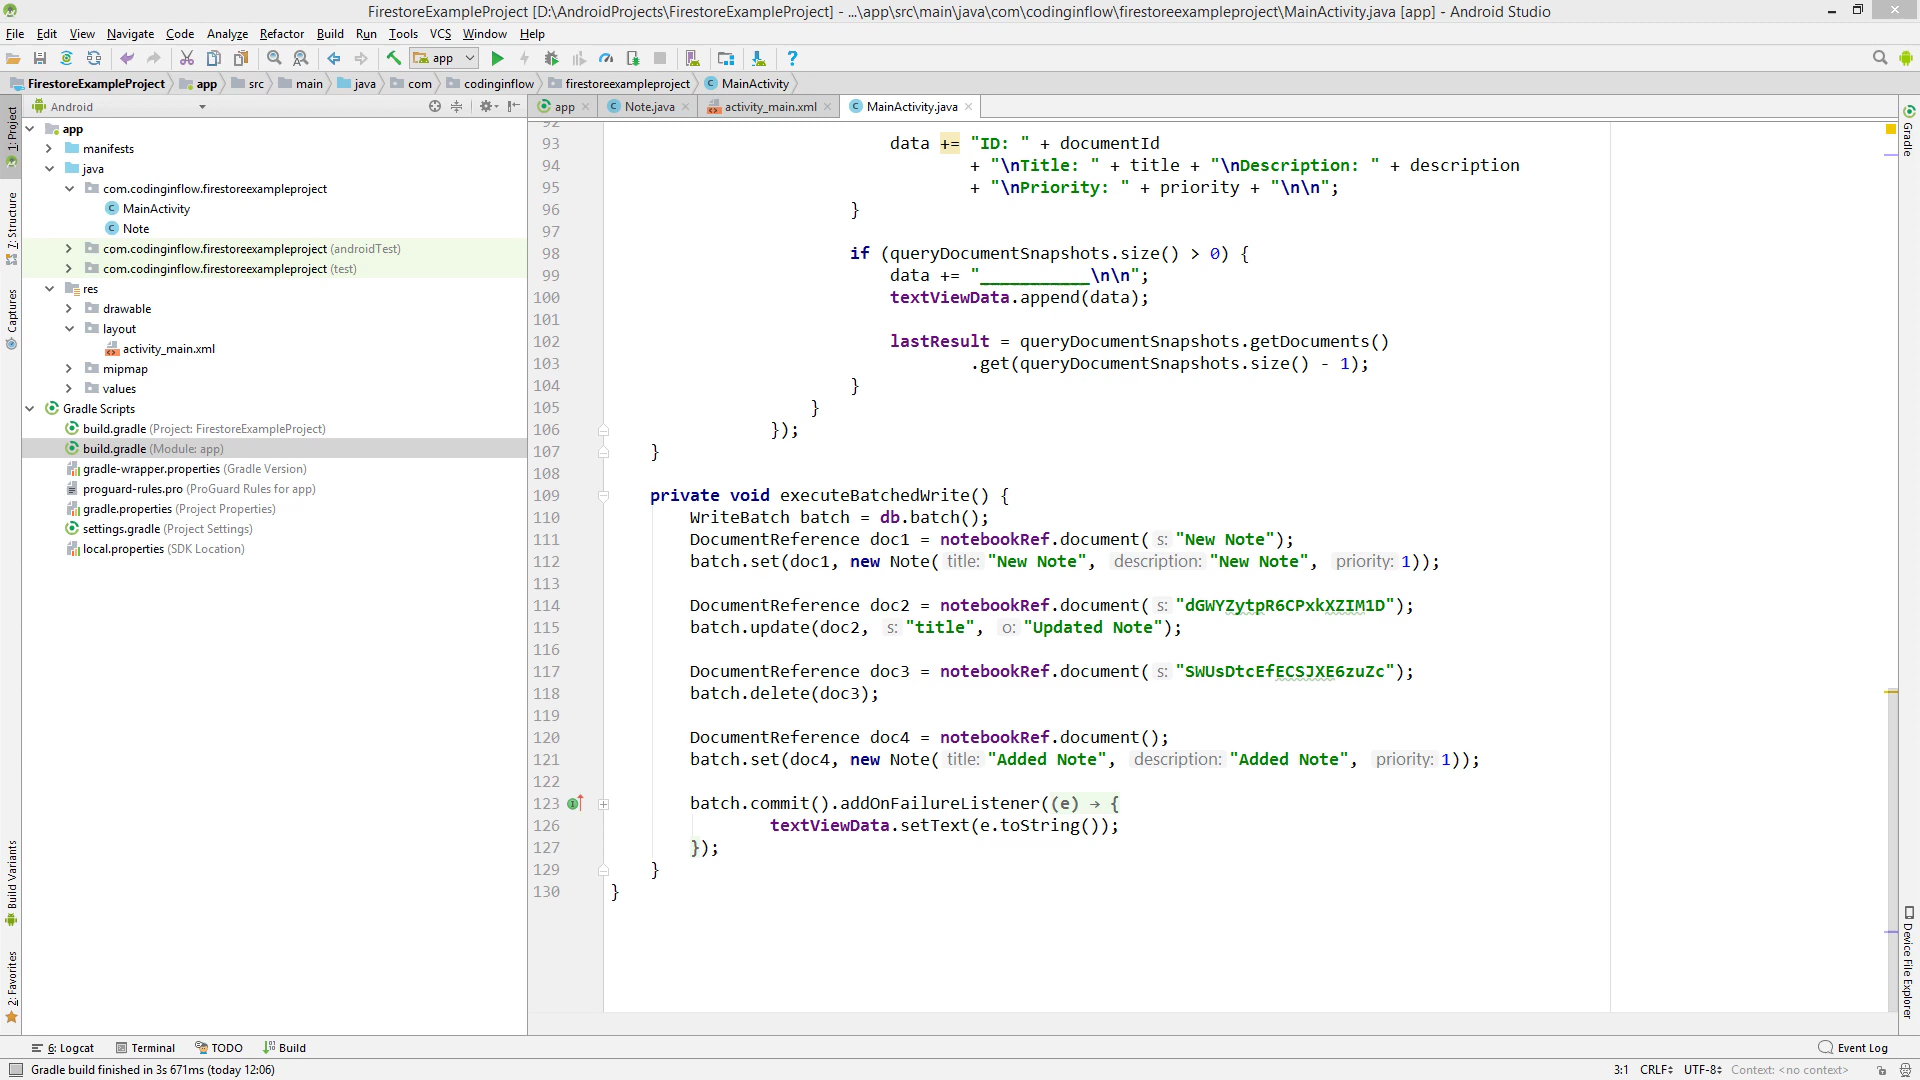 FirestoreExampleProject [D:\AndroidProjects\FirestoreExampleProject] - ...\app\src\main\java\com\codinginflow\firestoreexampleproject\MainActivity.java [app] - Android Studio
File Edit View Navigate Code Analyze Refactor Build Run Tools VCS Window Help
app
FirestoreExampleProject app src main java com codinginflow firestoreexampleproject MainActivity
Android
app Note.java activity_main.xml MainActivity.java
1: Project
7: Structure
Captures
Build Variants
2: Favorites
app
manifests
java
com.codinginflow.firestoreexampleproject
MainActivity
Note
com.codinginflow.firestoreexampleproject (androidTest)
com.codinginflow.firestoreexampleproject (test)
res
drawable
layout
activity_main.xml
mipmap
values
Gradle Scripts
build.gradle (Project: FirestoreExampleProject)
build.gradle (Module: app)
gradle-wrapper.properties (Gradle Version)
proguard-rules.pro (ProGuard Rules for app)
gradle.properties (Project Properties)
settings.gradle (Project Settings)
local.properties (SDK Location)
92
93 data += "ID: " + documentId
94 + "\nTitle: " + title + "\nDescription: " + description
95 + "\nPriority: " + priority + "\n\n";
96 }
97
98 if (queryDocumentSnapshots.size() > 0) {
99 data += "___________\n\n";
100 textViewData.append(data);
101
102 lastResult = queryDocumentSnapshots.getDocuments()
103 .get(queryDocumentSnapshots.size() - 1);
104 }
105 }
106 });
107 }
108
109 private void executeBatchedWrite() {
110 WriteBatch batch = db.batch();
111 DocumentReference doc1 = notebookRef.document( s: "New Note");
112 batch.set(doc1, new Note( title: "New Note", description: "New Note", priority: 1));
113
114 DocumentReference doc2 = notebookRef.document( s: "dGWYZytpR6CPxkXZIM1D");
115 batch.update(doc2, s: "title", o: "Updated Note");
116
117 DocumentReference doc3 = notebookRef.document( s: "SWUsDtcEfECSJXE6zuZc");
118 batch.delete(doc3);
119
120 DocumentReference doc4 = notebookRef.document();
121 batch.set(doc4, new Note( title: "Added Note", description: "Added Note", priority: 1));
122
123 batch.commit().addOnFailureListener((e) → {
126 textViewData.setText(e.toString());
127 });
129 }
130 }
Gradle
Device File Explorer
6: Logcat Terminal TODO Build Event Log
Gradle build finished in 3s 671ms (today 12:06) 3:1 CRLF UTF-8 Context: <no context>